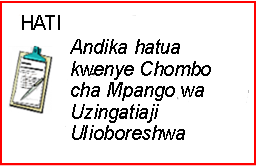 HATI
Andika hatua
kwenye Chombo
cha Mpango wa
Uzingatiaji
Ulioboreshwa